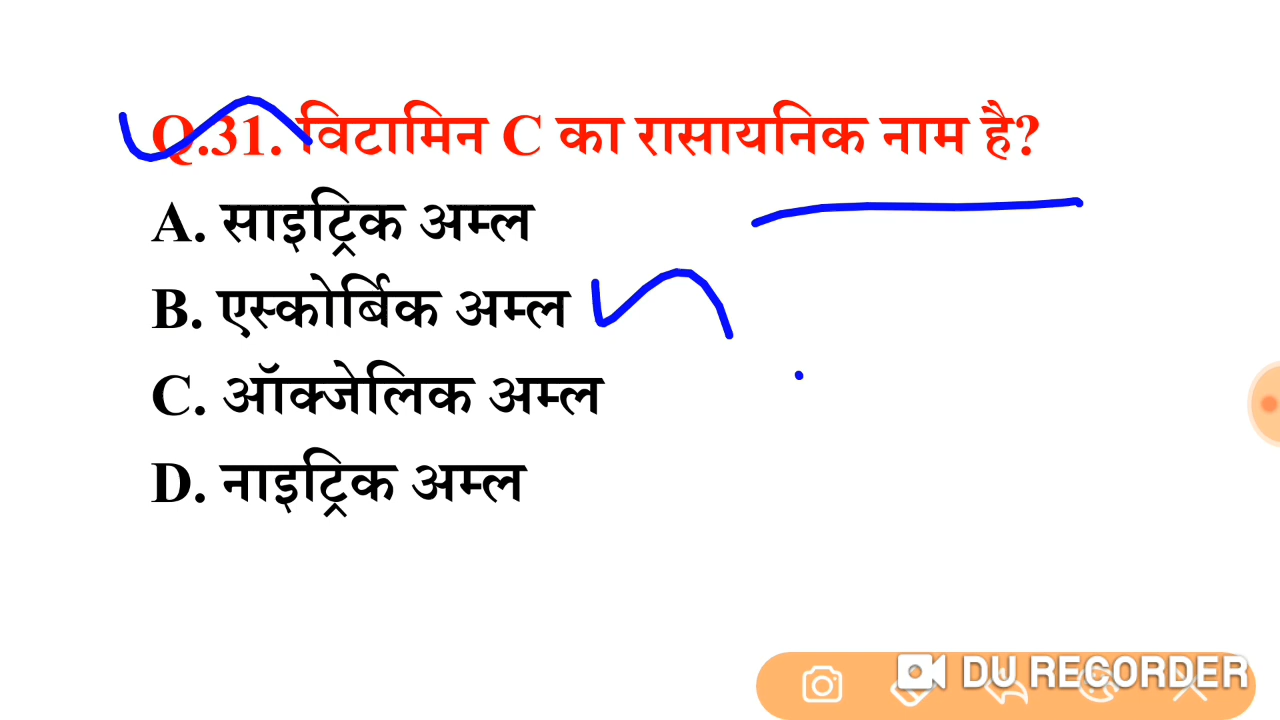 Q.31. विटामिन C का रासायनिक नाम है?
A. साइट्रिक अम्ल
B. एस्कोर्बिक अम्ल
C. ऑक्जेलिक अम्ल
D. नाइट्रिक अम्ल
DU RECORDER